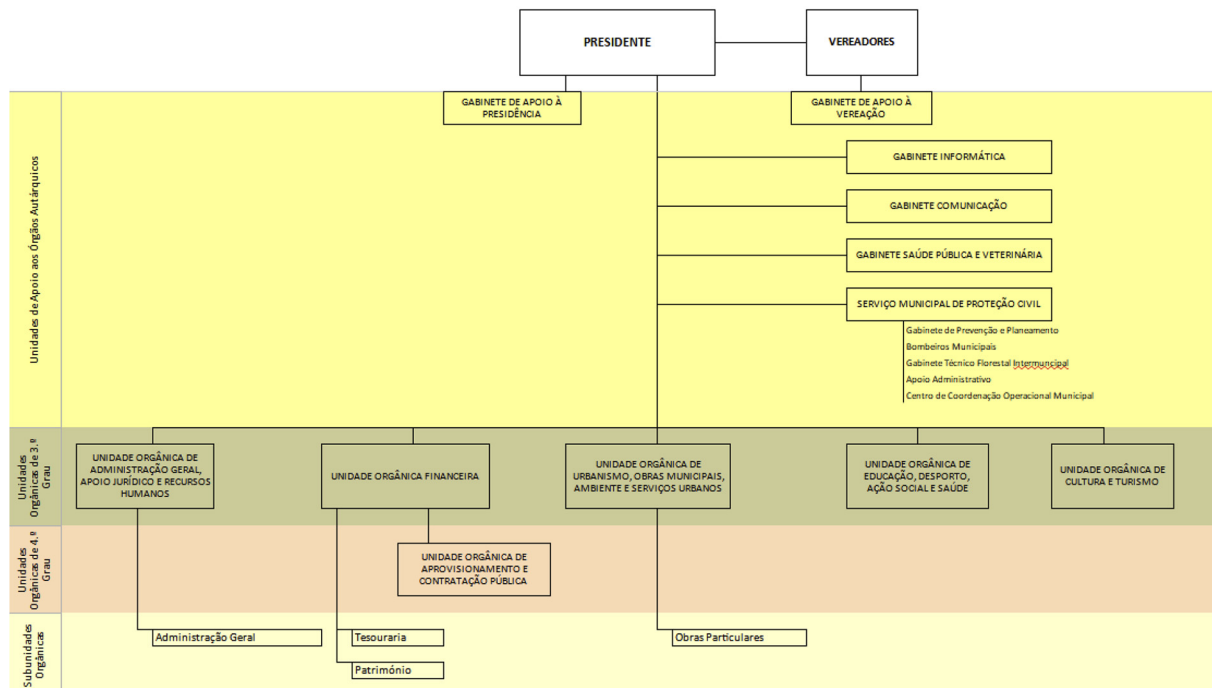 PRESIDENTE
VEREADORES
GABINETE DE APOIO À
PRESIDÊNCIA
GABINETE DE APOIO À
VEREAÇÃO
Unidades de Apoio aos Órgãos Autárquicos
GABINETE INFORMÁTICA
GABINETE COMUNICAÇÃO
GABINETE SAÚDE PÚBLICA E VETERINÁRIA
SERVIÇO MUNICIPAL DE PROTEÇÃO CIVIL
Gabinete de Prevenção e Planeamento
Bombeiros Municipais
Gabinete Técnico Florestal Intermuncipal
Apoio Administrativo
Centro de Coordenação Operacional Municipal
Unidades
Orgânicas de 3.º
Grau
UNIDADE ORGÂNICA DE
ADMINISTRAÇÃO GERAL,
APOIO JURÍDICO E RECURSOS
HUMANOS
UNIDADE ORGÂNICA FINANCEIRA
UNIDADE ORGÂNICA DE
URBANISMO, OBRAS MUNICIPAIS,
AMBIENTE E SERVIÇOS URBANOS
UNIDADE ORGÂNICA DE
EDUCAÇÃO, DESPORTO,
AÇÃO SOCIAL E SAÚDE
UNIDADE ORGÂNICA DE
CULTURA E TURISMO
Unidades
Orgânicas de 4.º
Grau
UNIDADE ORGÂNICA DE
APROVISIONAMENTO E
CONTRATAÇÃO PÚBLICA
Subunidades
Orgânicas
Administração Geral
Tesouraria
Obras Particulares
Património